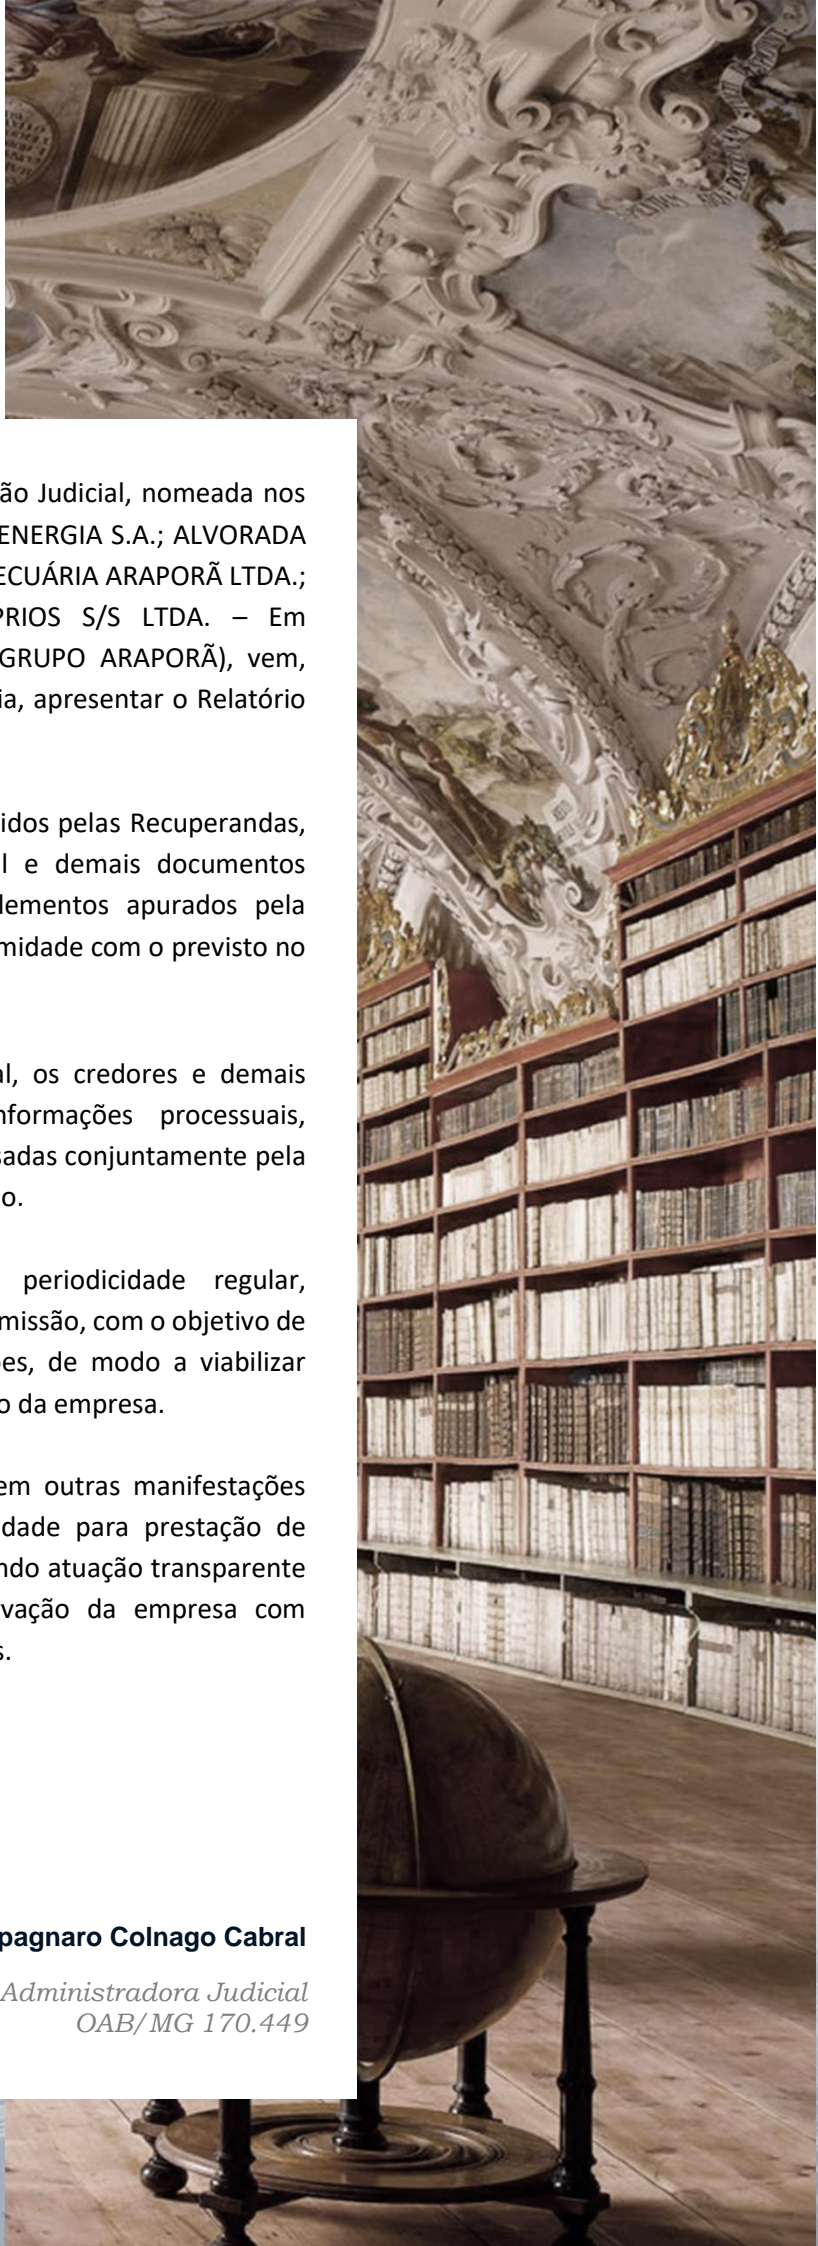 ão Judicial, nomeada nos
ENERGIA S.A.; ALVORADA
ECUÁRIA ARAPORÃ LTDA.;
PRIOS S/S LTDA. – Em
GRUPO ARAPORÃ), vem,
ia, apresentar o Relatório
idos pelas Recuperandas,
l e demais documentos
lementos apurados pela
midade com o previsto no
al, os credores e demais
nformações processuais,
sadas conjuntamente pela
o.
periodicidade regular,
missão, com o objetivo de
ões, de modo a viabilizar
o da empresa.
em outras manifestações
idade para prestação de
ndo atuação transparente
vação da empresa com
s.
pagnaro Colnago Cabral
Administradora Judicial
OAB/MG 170.449